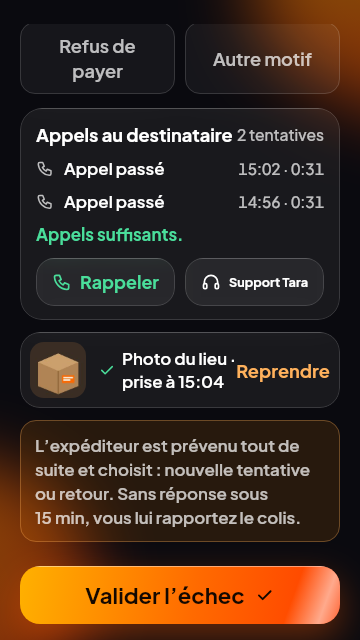 Refus de
payer
Autre motif
Appels au destinataire 2 tentatives
Appel passé 15:02 · 0:31
Appel passé 14:56 · 0:31
Appels suffisants.
Rappeler
Support Tara
Photo du lieu ·
prise à 15:04
Reprendre
L’expéditeur est prévenu tout de
suite et choisit : nouvelle tentative
ou retour. Sans réponse sous
15 min, vous lui rapportez le colis.
Valider l’échec